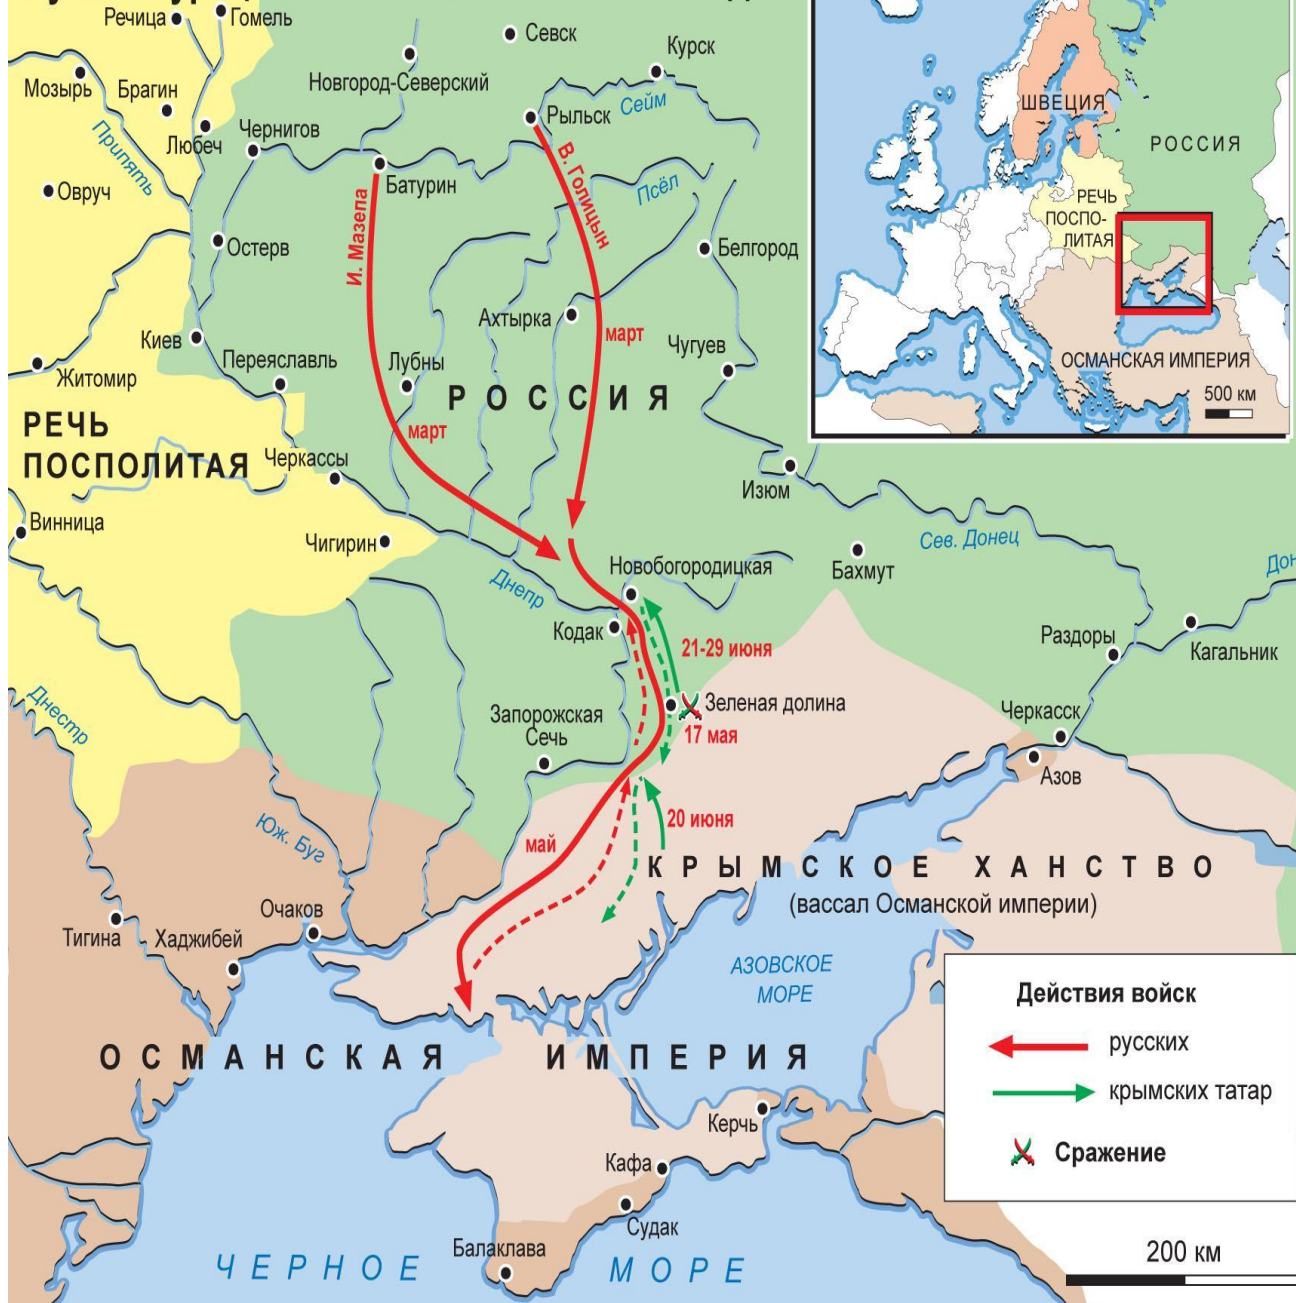 Речица
Гомель
Севск
Курск
Новгород-Северский
Мозырь
Брагин
Сейм
Рыльск
Любеч
Чернигов
Припять
Батурин
В. Голицын
Псёл
Овруч
И. Мазепа
Остерв
Белгород
Ахтырка
март
Чугуев
Киев
Переяславль
Лубны
Житомир
РОССИЯ
РЕЧЬ
ПОСПОЛИТАЯ
март
Черкассы
Изюм
Винница
Чигирин
Сев. Донец
Новобогородицкая
Бахмут
Дон
Днепр
Кодак
21-29 июня
Раздоры
Кагальник
Днестр
Зеленая долина
Запорожская
Сечь
17 мая
Черкасск
Азов
Юж. Буг
20 июня
май
КРЫМСКОЕ ХАНСТВО
(вассал Османской империи)
Очаков
Тигина
Хаджибей
АЗОВСКОЕ
МОРЕ
ОСМАНСКАЯ ИМПЕРИЯ
Керчь
Кафа
Судак
Балаклава
ЧЕРНОЕ МОРЕ
ШВЕЦИЯ
РОССИЯ
РЕЧЬ
ПОСПО-
ЛИТАЯ
ОСМАНСКАЯ ИМПЕРИЯ
500 км
Действия войск
русских
крымских татар
Сражение
200 км